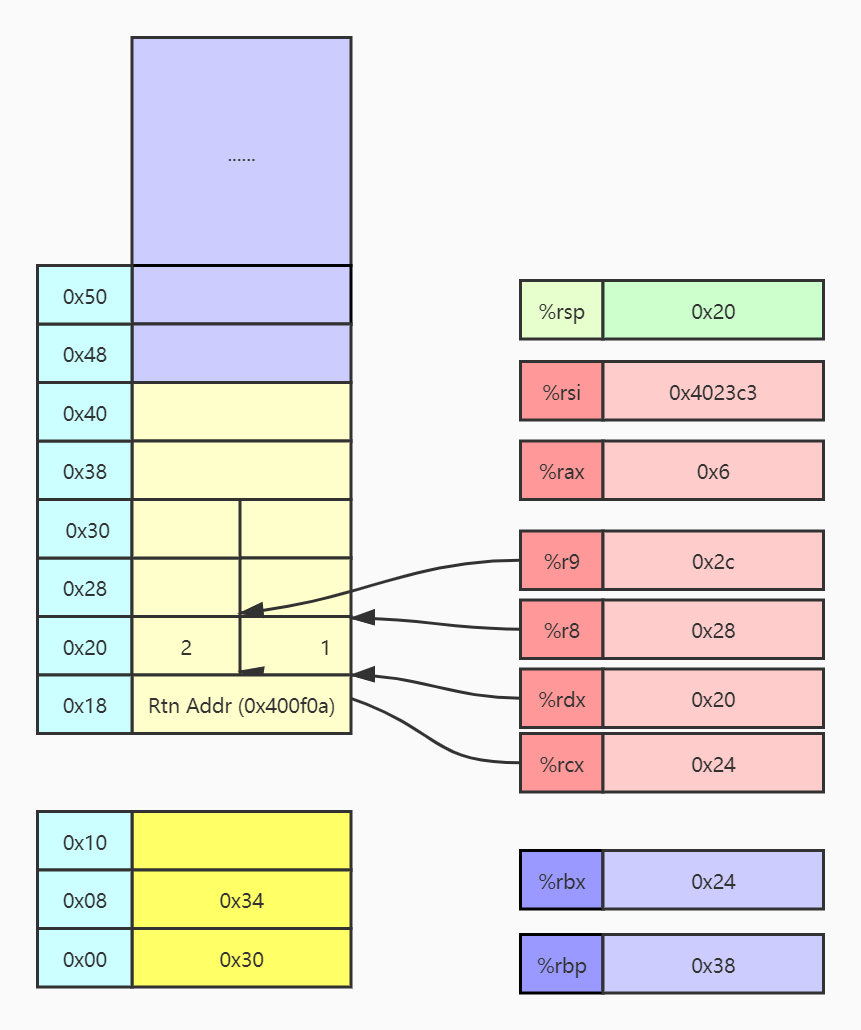 ......
0x50
0x48
0x40
0x38
0x30
0x28
0x20 2 1
0x18 Rtn Addr (0x400f0a)
0x10
0x08 0x34
0x00 0x30
%rsp 0x20
%rsi 0x4023c3
%rax 0x6
%r9 0x2c
%r8 0x28
%rdx 0x20
%rcx 0x24
%rbx 0x24
%rbp 0x38